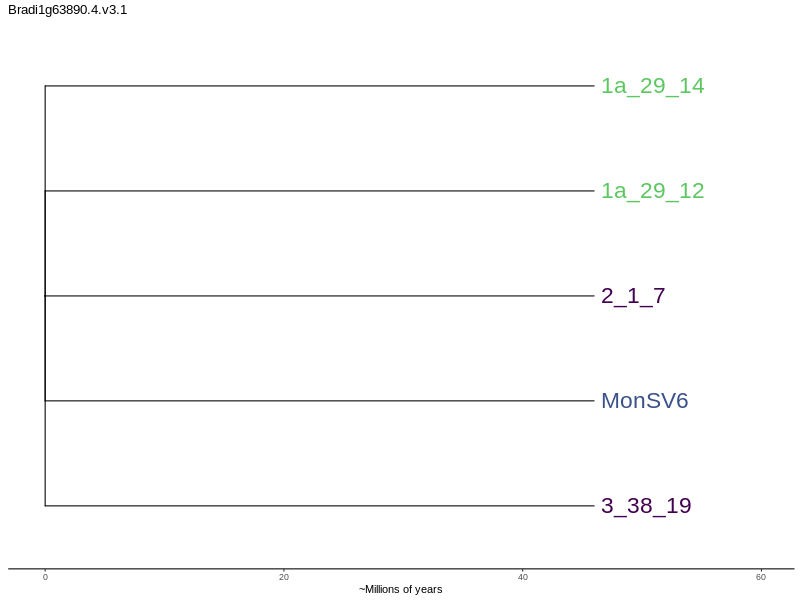 Bradi1g63890.4.v3.1
1a_29_14
1a_29_12
2_1_7
MonSV6
3_38_19
0 20 40 60
~Millions of years